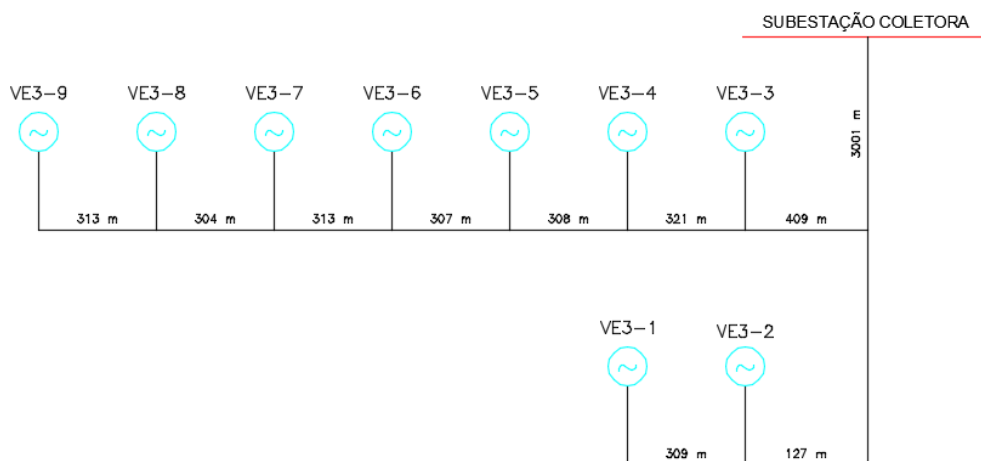 SUBESTAÇÃO COLETORA
VE3-9 VE3-8 VE3-7 VE3-6 VE3-5 VE3-4 VE3-3
3001 m
313 m 304 m 313 m 307 m 308 m 321 m 409 m
VE3-1 VE3-2
309 m 127 m